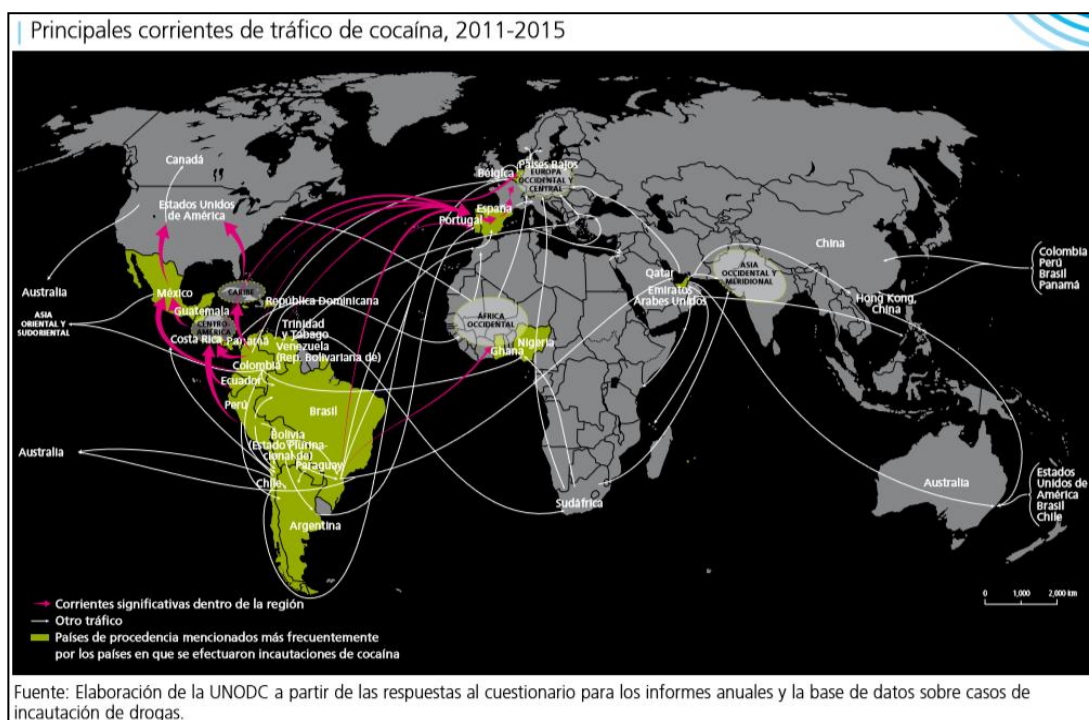 Principales corrientes de tráfico de cocaína, 2011-2015
Canadá
Estados Unidos
de América
Bélgica
Países Bajos
EUROPA
OCCIDENTAL Y
CENTRAL
España
Portugal
China
Colombia
Perú
Brasil
Panamá
Australia
ASIA
ORIENTAL Y
SUDORIENTAL
México
CARIBE
República Dominicana
Guatemala
CENTRO-
AMÉRICA
Costa Rica
Panamá
Trinidad
y Tabago
Venezuela
(Rep. Bolivariana de)
Colombia
Ecuador
Perú
Brasil
Bolivia
(Estado Plurina-
cional de)
Paraguay
Chile
Argentina
ÁFRICA
OCCIDENTAL
Ghana
Nigeria
Sudáfrica
Qatar
Emiratos
Árabes Unidos
ASIA
OCCIDENTAL Y
MERIDIONAL
Hong Kong,
China
Australia
Australia
Estados
Unidos de
América
Brasil
Chile
0 1,000 2,000 km
Corrientes significativas dentro de la región
Otro tráfico
Países de procedencia mencionados más frecuentemente
por los países en que se efectuaron incautaciones de cocaína
Fuente: Elaboración de la UNODC a partir de las respuestas al cuestionario para los informes anuales y la base de datos sobre casos de
incautación de drogas.